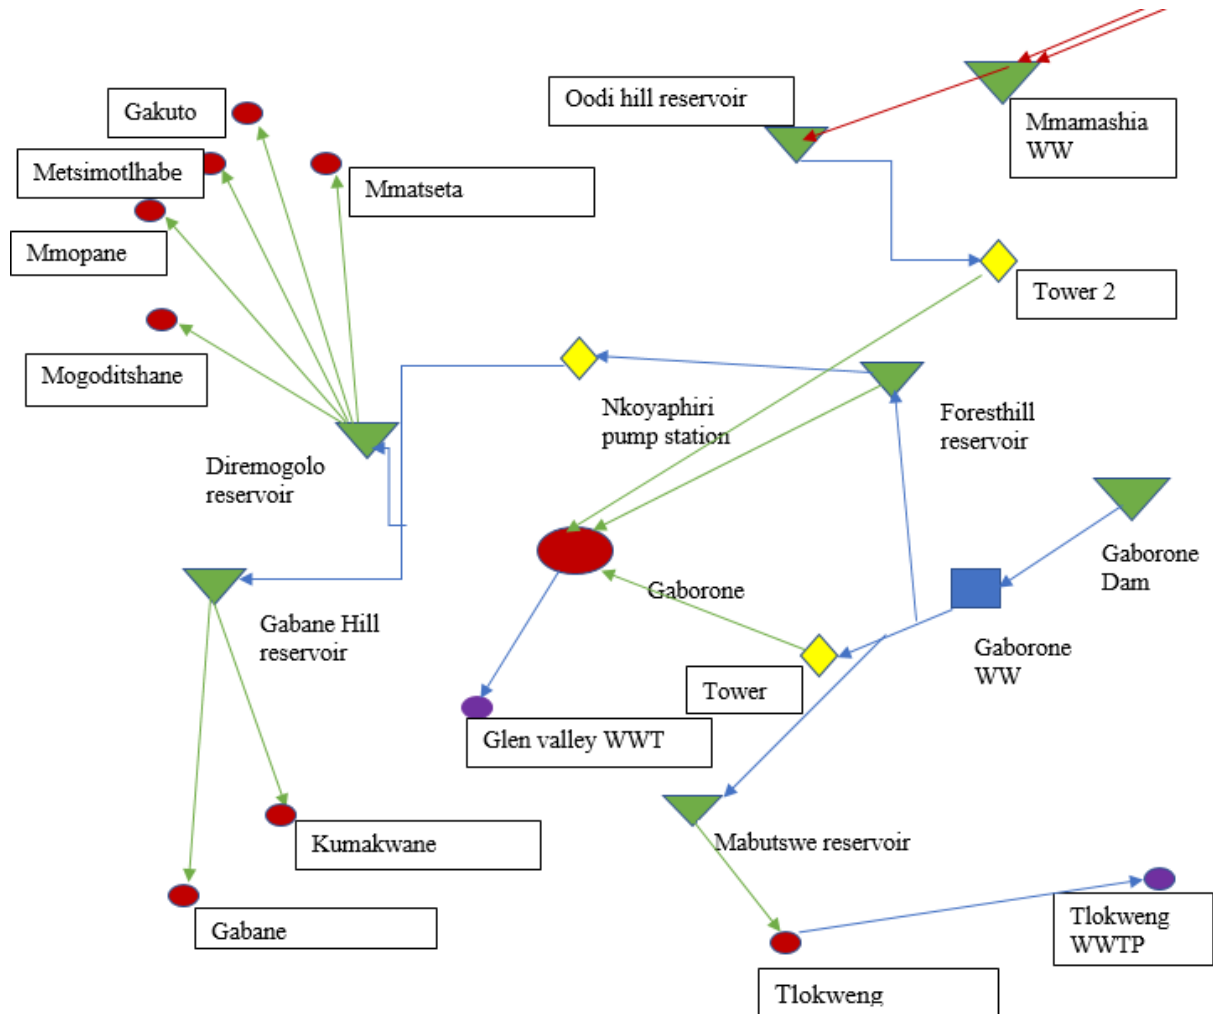 Oodi hill reservoir
Mmamashia
WW
Gakuto
Metsimotlhabe
Mmatseta
Mmopane
Tower 2
Mogoditshane
Nkoyaphiri
pump station
Foresthill
reservoir
Diremogolo
reservoir
Gaborone
Dam
Gaborone
Gabane Hill
reservoir
Gaborone
WW
Tower
Glen valley WWT
Kumakwane
Mabutswe reservoir
Gabane
Tlokweng
WWTP
Tlokweng